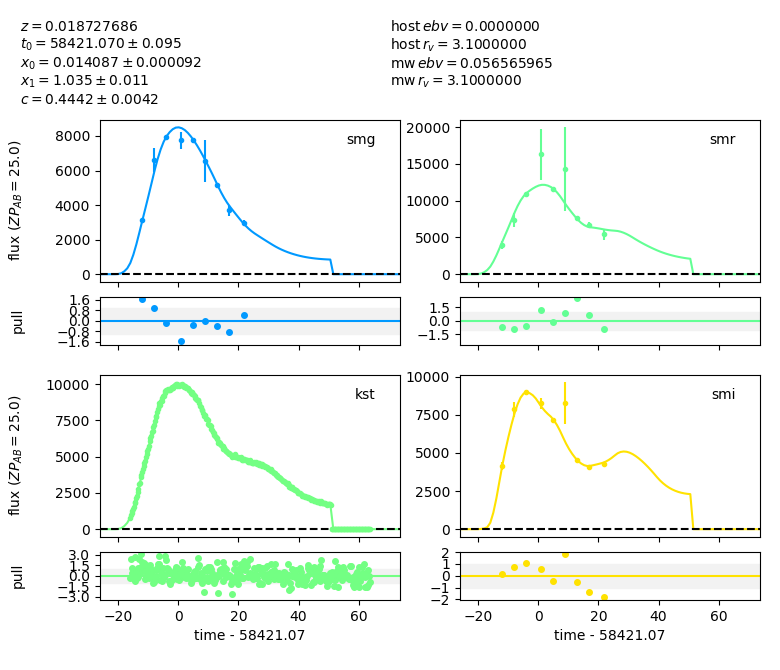 z = 0.018727686
t₀ = 58421.070 ± 0.095
x₀ = 0.014087 ± 0.000092
x₁ = 1.035 ± 0.011
c = 0.4442 ± 0.0042
host ebv = 0.0000000
host r_v = 3.1000000
mw ebv = 0.056565965
mw r_v = 3.1000000
flux (ZP_AB = 25.0)
8000
6000
4000
2000
0
smg
20000
15000
10000
5000
0
smr
pull
1.6
0.8
0.0
−0.8
−1.6
1.5
0.0
−1.5
flux (ZP_AB = 25.0)
10000
7500
5000
2500
0
kst
10000
7500
5000
2500
0
smi
pull
3.0
1.5
0.0
−1.5
−3.0
2
1
0
−1
−2
−20 0 20 40 60
time - 58421.07
−20 0 20 40 60
time - 58421.07